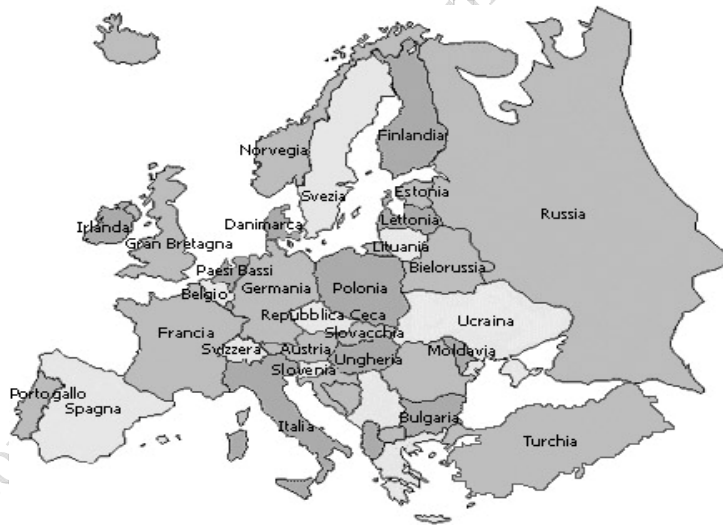 Norvegia
Finlandia
Svezia
Estonia
Russia
Irlanda
Danimarca
Lettonia
Gran Bretagna
Lituania
Bielorussia
Paesi Bassi
Belgio
Germania
Polonia
Repubblica Ceca
Ucraina
Francia
Slovacchia
Svizzera
Austria
Moldavia
Ungheria
Slovenia
Portogallo
Spagna
Italia
Bulgaria
Turchia